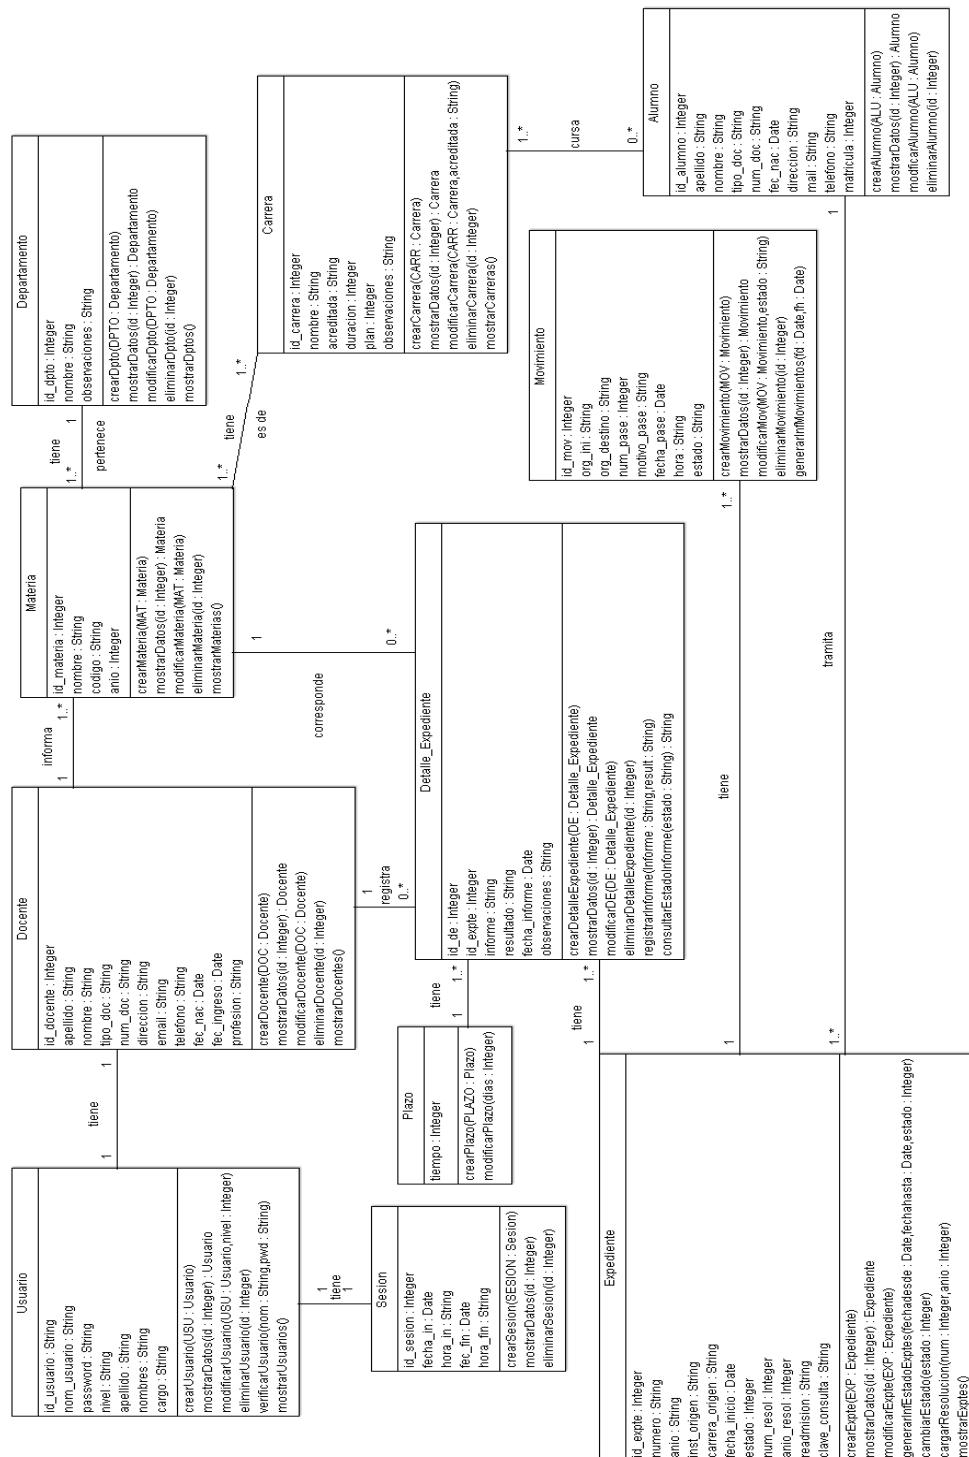 Usuario
id_usuario : String
nom_usuario : String
password : String
nivel : String
apellido : String
nombres : String
cargo : String
crearUsuario(USU : Usuario)
mostrarDatos(id : Integer) : Usuario
modificarUsuario(USU : Usuario,nivel : Integer)
eliminarUsuario(id : Integer)
verificarUsuario(nom : String,pwd : String)
mostrarUsuarios()
1
tiene
1
Docente
id_docente : Integer
apellido : String
nombre : String
tipo_doc : String
num_doc : String
direccion : String
email : String
telefono : String
fec_nac : Date
fec_ingreso : Date
profesion : String
crearDocente(DOC : Docente)
mostrarDatos(id : Integer) : Docente
modificarDocente(DOC : Docente)
eliminarDocente(id : Integer)
mostrarDocentes()
1
informa
1..*
Materia
id_materia : Integer
nombre : String
codigo : String
anio : Integer
crearMateria(MAT : Materia)
mostrarDatos(id : Integer) : Materia
modificarMateria(MAT : Materia)
eliminarMateria(id : Integer)
mostrarMaterias()
1..*
tiene
1
pertenece
Departamento
id_dpto : Integer
nombre : String
observaciones : String
crearDpto(DPTO : Departamento)
mostrarDatos(id : Integer) : Departamento
modificarDpto(DPTO : Departamento)
eliminarDpto(id : Integer)
mostrarDptos()
1..*
tiene
1..*
es de
Carrera
id_carrera : Integer
nombre : String
acreditada : String
duracion : Integer
plan : Integer
observaciones : String
crearCarrera(CARR : Carrera)
mostrarDatos(id : Integer) : Carrera
modificarCarrera(CARR : Carrera,acreditada : String)
eliminarCarrera(id : Integer)
mostrarCarreras()
1
tiene
1
Sesion
id_sesion : Integer
fecha_in : Date
hora_in : String
fec_fin : Date
hora_fin : String
crearSesion(SESION : Sesion)
mostrarDatos(id : Integer)
eliminarSesion(id : Integer)
Plazo
tiempo : Integer
crearPlazo(PLAZO : Plazo)
modificarPlazo(dias : Integer)
1
tiene
1..*
1
registra
0..*
1
corresponde
0..*
Detalle_Expediente
id_de : Integer
id_expte : Integer
informe : String
resultado : String
fecha_informe : Date
observaciones : String
crearDetalleExpediente(DE : Detalle_Expediente)
mostrarDatos(id : Integer) : Detalle_Expediente
modificarDE(DE : Detalle_Expediente)
eliminarDetalleExpediente(id : Integer)
registrarInforme(Informe : String,result : String)
consultarEstadoInforme(estado : String) : String
1..*
cursa
0..*
Movimiento
id_mov : Integer
org_ini : String
org_destino : String
num_pase : Integer
motivo_pase : String
fecha_pase : Date
hora : String
estado : String
crearMovimiento(MOV : Movimiento)
mostrarDatos(id : Integer) : Movimiento
modificarMov(MOV : Movimiento,estado : String)
eliminarMovimiento(id : Integer)
generarInfMovimientos(fd : Date,fh : Date)
Alumno
id_alumno : Integer
apellido : String
nombre : String
tipo_doc : String
num_doc : String
fec_nac : Date
direccion : String
mail : String
telefono : String
matricula : Integer
crearAlumno(ALU : Alumno)
mostrarDatos(id : Integer) : Alumno
modficarAlumno(ALU : Alumno)
eliminarAlumno(id : Integer)
1
tiene
1..*
1
tiene
1..*
1..*
tramita
1
Expediente
id_expte : Integer
numero : String
anio : String
inst_origen : String
carrera_origen : String
fecha_inicio : Date
estado : Integer
num_resol : Integer
anio_resol : Integer
readmision : String
clave_consulta : String
crearExpte(EXP : Expediente)
mostrarDatos(id : Integer) : Expediente
modificarExpte(EXP : Expediente)
generarInfEstadoExptes(fechadesde : Date,fechahasta : Date,estado : Integer)
cambiarEstado(estado : Integer)
cargarResolucion(num : Integer,anio : Integer)
mostrarExptes()